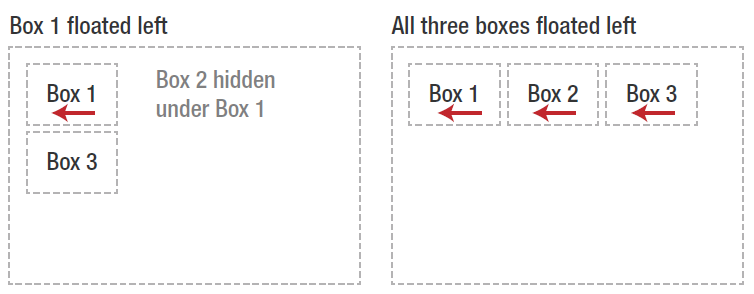 Box 1 floated left
Box 1
Box 2 hidden
under Box 1
Box 3
All three boxes floated left
Box 1
Box 2
Box 3